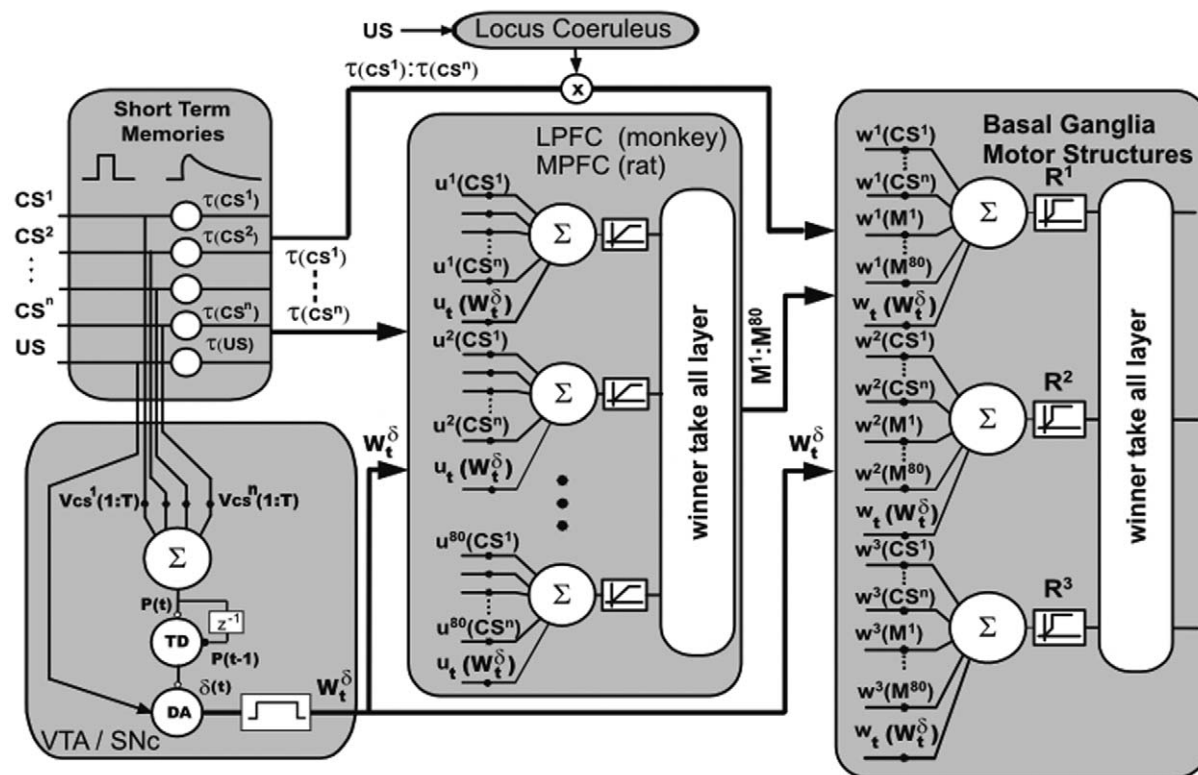 US
Locus Coeruleus
τ(CS¹):τ(CSⁿ)
x
Short Term
Memories
CS¹
τ(CS¹)
CS²
τ(CS²)
CSⁿ
τ(CSⁿ)
US
τ(US)
τ(CS¹)
τ(CSⁿ)
Vcs¹(1:T)
Vcsⁿ(1:T)
Σ
P(t)
z⁻¹
TD
P(t-1)
δ(t)
DA
W_t^δ
VTA / SNc
W_t^δ
LPFC (monkey)
MPFC (rat)
u¹(CS¹)
Σ
u¹(CSⁿ)
u_t (W_t^δ)
u²(CS¹)
Σ
u²(CSⁿ)
u_t (W_t^δ)
u⁸⁰(CS¹)
Σ
u⁸⁰(CSⁿ)
u_t (W_t^δ)
winner take all layer
M¹:M⁸⁰
W_t^δ
Basal Ganglia
Motor Structures
w¹(CS¹)
w¹(CSⁿ)
Σ
R¹
w¹(M¹)
w¹(M⁸⁰)
w_t (W_t^δ)
w²(CS¹)
w²(CSⁿ)
Σ
R²
w²(M¹)
w²(M⁸⁰)
w_t (W_t^δ)
w³(CS¹)
w³(CSⁿ)
Σ
R³
w³(M¹)
w³(M⁸⁰)
w_t (W_t^δ)
winner take all layer